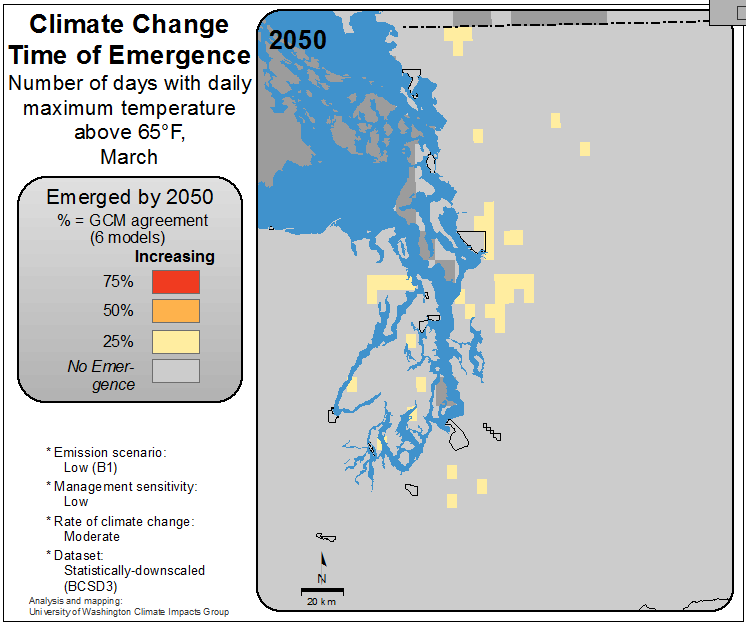 Climate Change
Time of Emergence
Number of days with daily
maximum temperature
above 65°F,
March
Emerged by 2050
% = GCM agreement
(6 models)
Increasing
75%
50%
25%
No Emer-
gence
* Emission scenario:
Low (B1)
* Management sensitivity:
Low
* Rate of climate change:
Moderate
* Dataset:
Statistically-downscaled
(BCSD3)
Analysis and mapping:
University of Washington Climate Impacts Group
2050
N
20 km